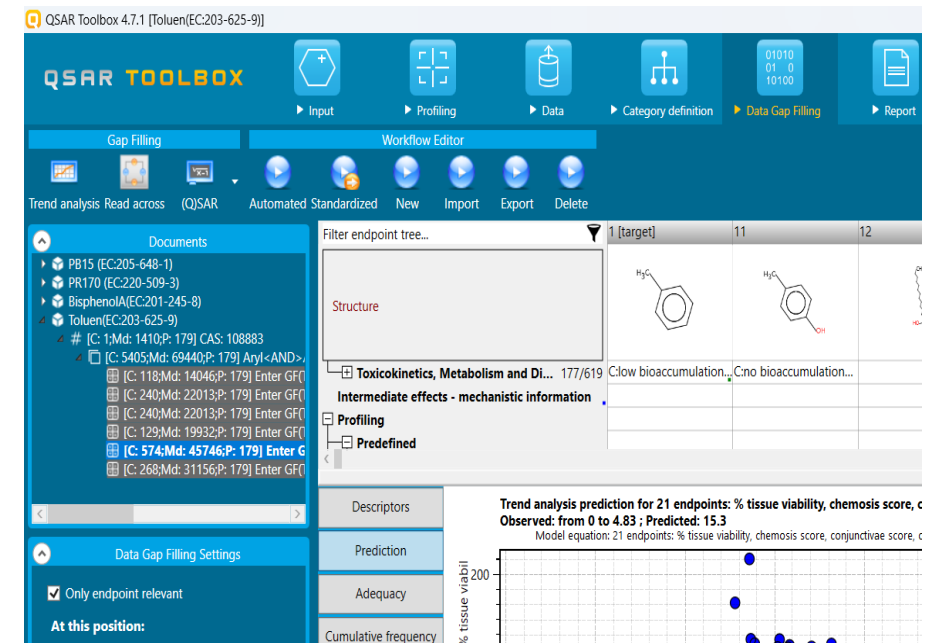 QSAR Toolbox 4.7.1 [Toluen(EC:203-625-9)]
QSAR TOOLBOX
01010
01 0
10100
Input
Profiling
Data
Category definition
Data Gap Filling
Report
Gap Filling
Workflow Editor
Trend analysis
Read across
(Q)SAR
Automated
Standardized
New
Import
Export
Delete
Documents
PB15 (EC:205-648-1)
PR170 (EC:220-509-3)
BisphenolA(EC:201-245-8)
Toluen(EC:203-625-9)
# [C: 1;Md: 1410;P: 179] CAS: 108883
[C: 5405;Md: 69440;P: 179] Aryl<AND>
[C: 118;Md: 14046;P: 179] Enter GF(
[C: 240;Md: 22013;P: 179] Enter GF(
[C: 240;Md: 22013;P: 179] Enter GF(
[C: 129;Md: 19932;P: 179] Enter GF(
[C: 574;Md: 45746;P: 179] Enter G
[C: 268;Md: 31156;P: 179] Enter GF(
Data Gap Filling Settings
Only endpoint relevant
At this position:
Filter endpoint tree...
1 [target]
11
12
Structure
H3C
H3C
OH
Toxicokinetics, Metabolism and Di... 177/619
C:low bioaccumulation...
C:no bioaccumulation...
Intermediate effects - mechanistic information
Profiling
Predefined
Descriptors
Prediction
Adequacy
Cumulative frequency
Trend analysis prediction for 21 endpoints: % tissue viability, chemosis score, c
Observed: from 0 to 4.83 ; Predicted: 15.3
Model equation: 21 endpoints: % tissue viability, chemosis score, conjunctivae score, c
200
% tissue viabil